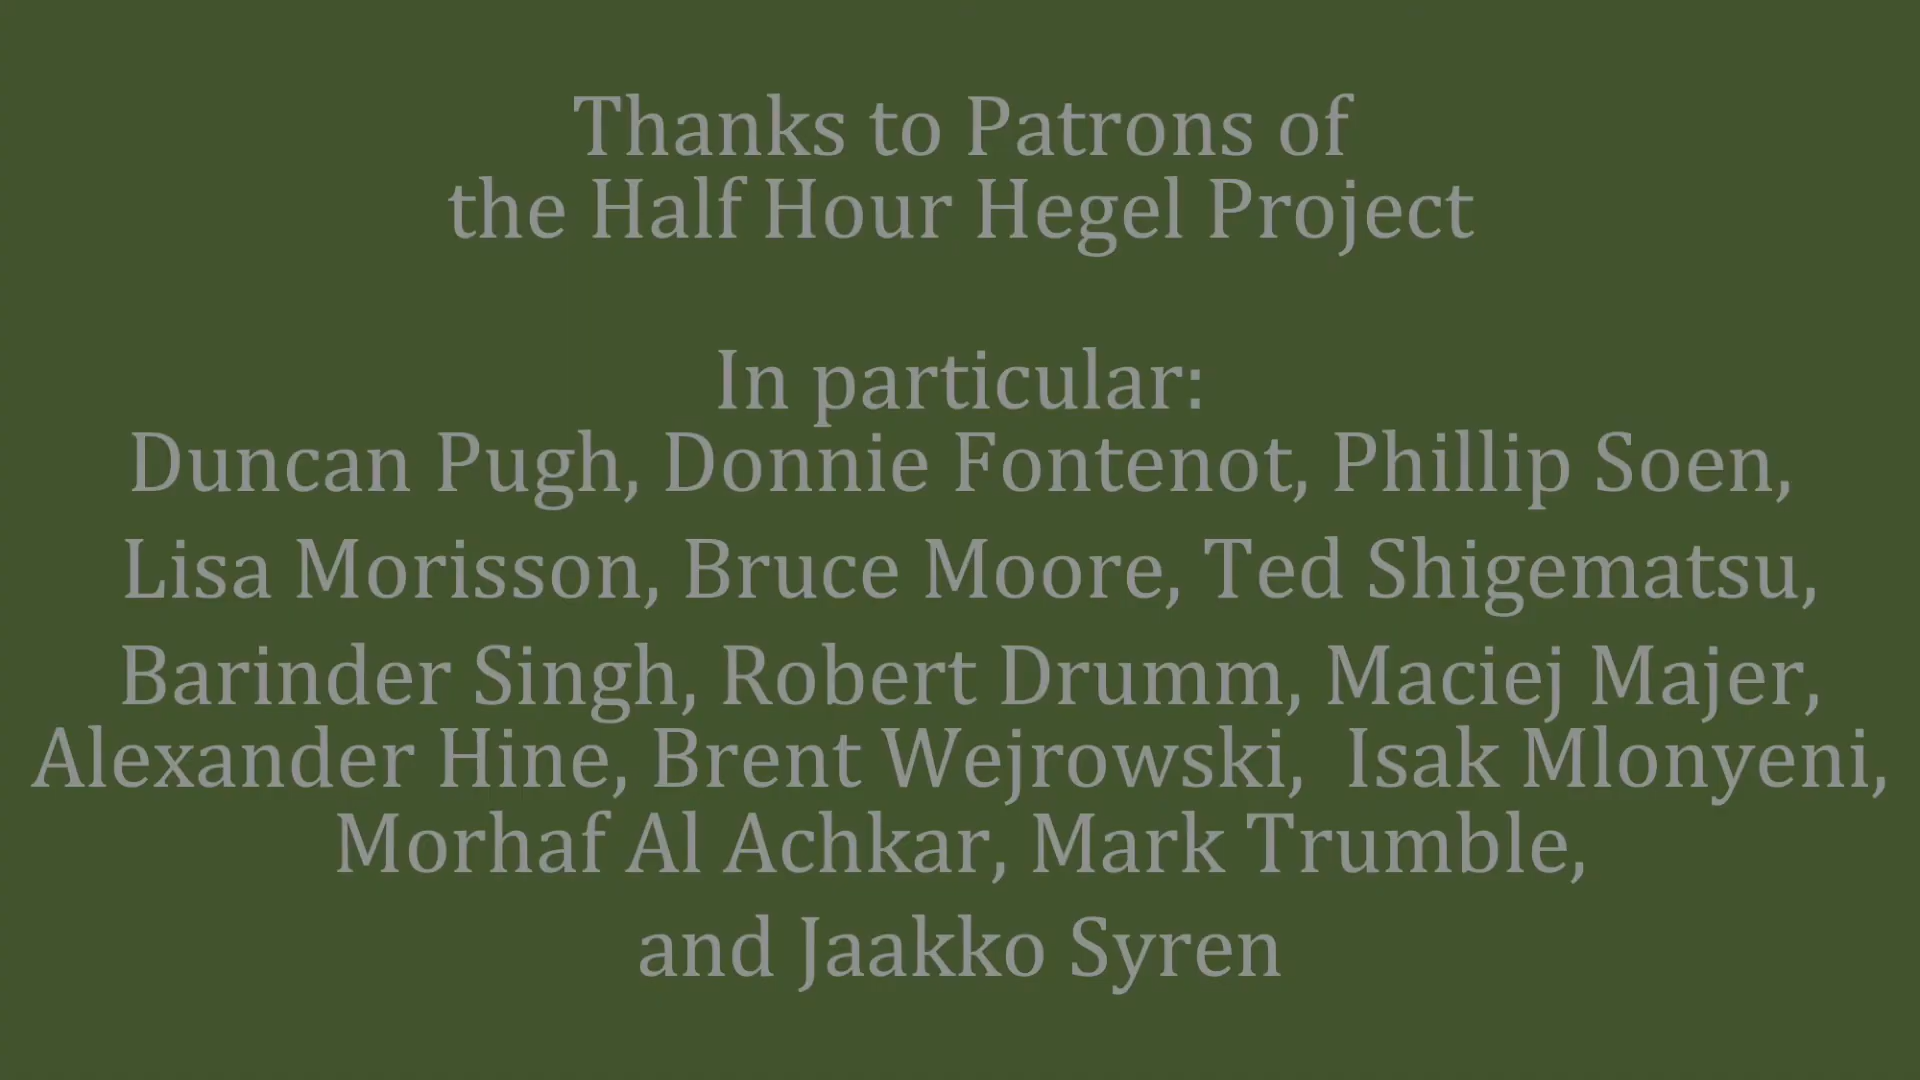 Thanks to Patrons of
the Half Hour Hegel Project
In particular:
Duncan Pugh, Donnie Fontenot, Phillip Soen,
Lisa Morisson, Bruce Moore, Ted Shigematsu,
Barinder Singh, Robert Drumm, Maciej Majer,
Alexander Hine, Brent Wejrowski, Isak Mlonyeni,
Morhaf Al Achkar, Mark Trumble,
and Jaakko Syren